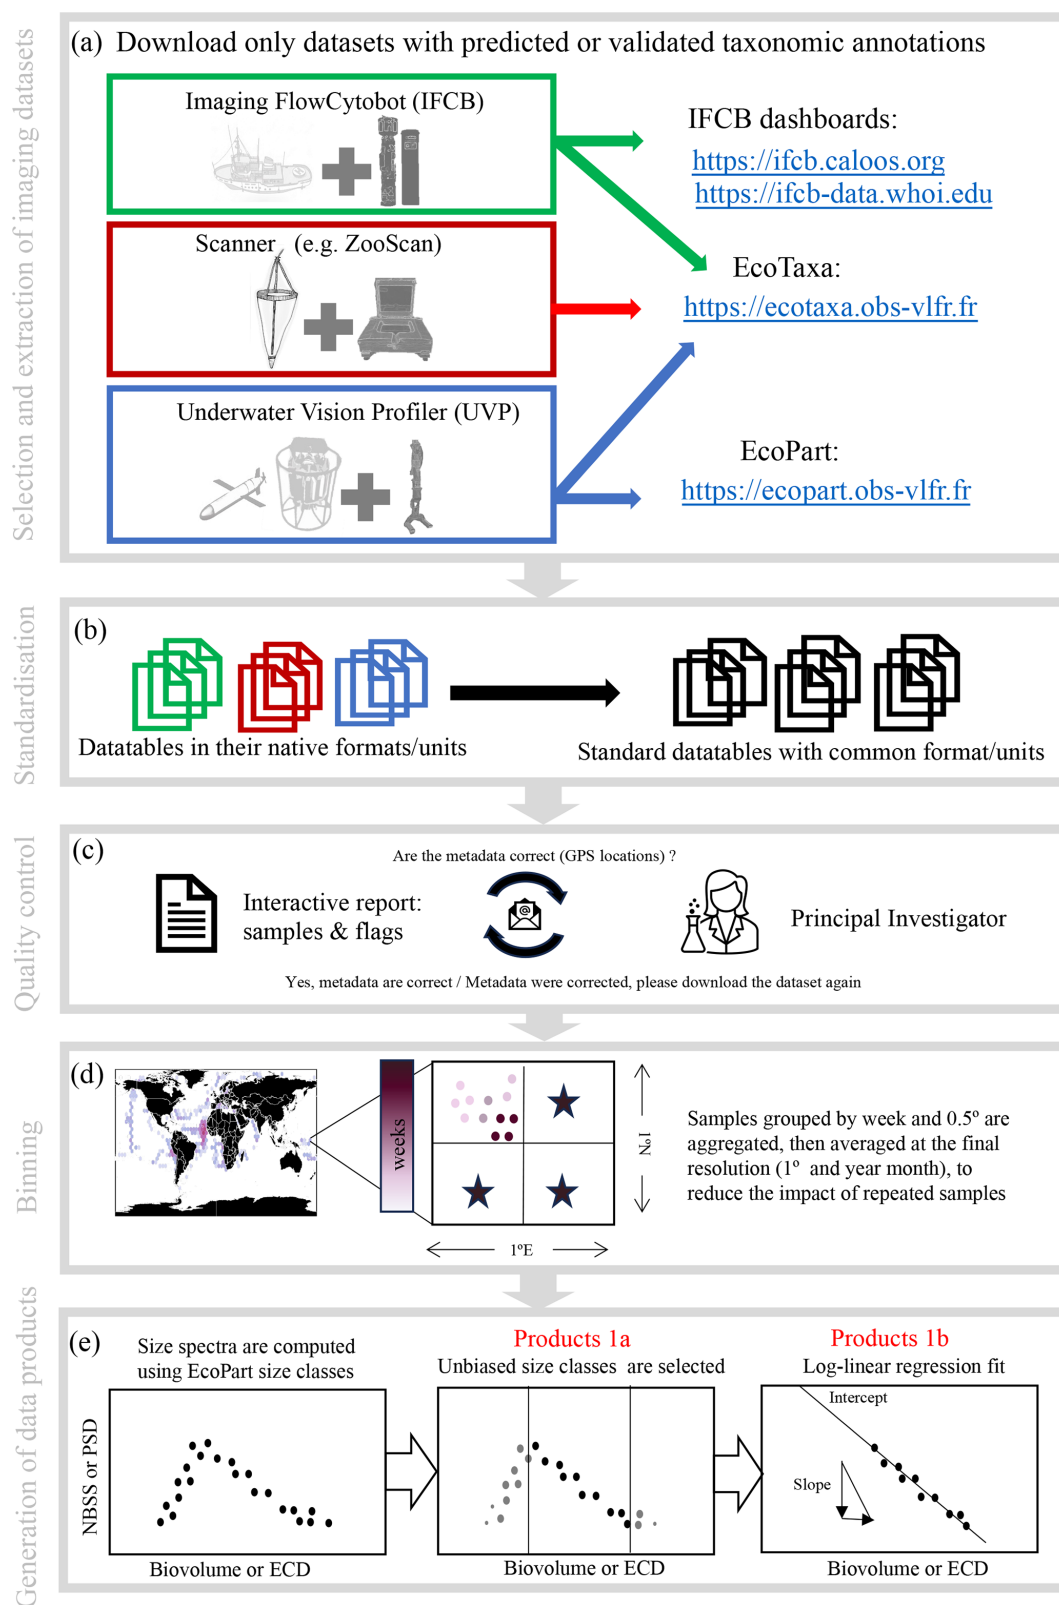 Selection and extraction of imaging datasets
(a) Download only datasets with predicted or validated taxonomic annotations
Imaging FlowCytobot (IFCB)
IFCB dashboards:
https://ifcb.caloos.org
https://ifcb-data.whoi.edu
Scanner (e.g. ZooScan)
EcoTaxa:
https://ecotaxa.obs-vlfr.fr
Underwater Vision Profiler (UVP)
EcoPart:
https://ecopart.obs-vlfr.fr
Standardisation
(b)
Datatables in their native formats/units
Standard datatables with common format/units
Quality control
(c)
Are the metadata correct (GPS locations) ?
Interactive report:
samples & flags
@
Principal Investigator
Yes, metadata are correct / Metadata were corrected, please download the dataset again
Binning
(d)
weeks
1ºN
1ºE
Samples grouped by week and 0.5º are
aggregated, then averaged at the final
resolution (1º and year month), to
reduce the impact of repeated samples
Generation of data products
(e)
Size spectra are computed
using EcoPart size classes
NBSS or PSD
Biovolume or ECD
Products 1a
Unbiased size classes are selected
Biovolume or ECD
Products 1b
Log-linear regression fit
Intercept
Slope
Biovolume or ECD